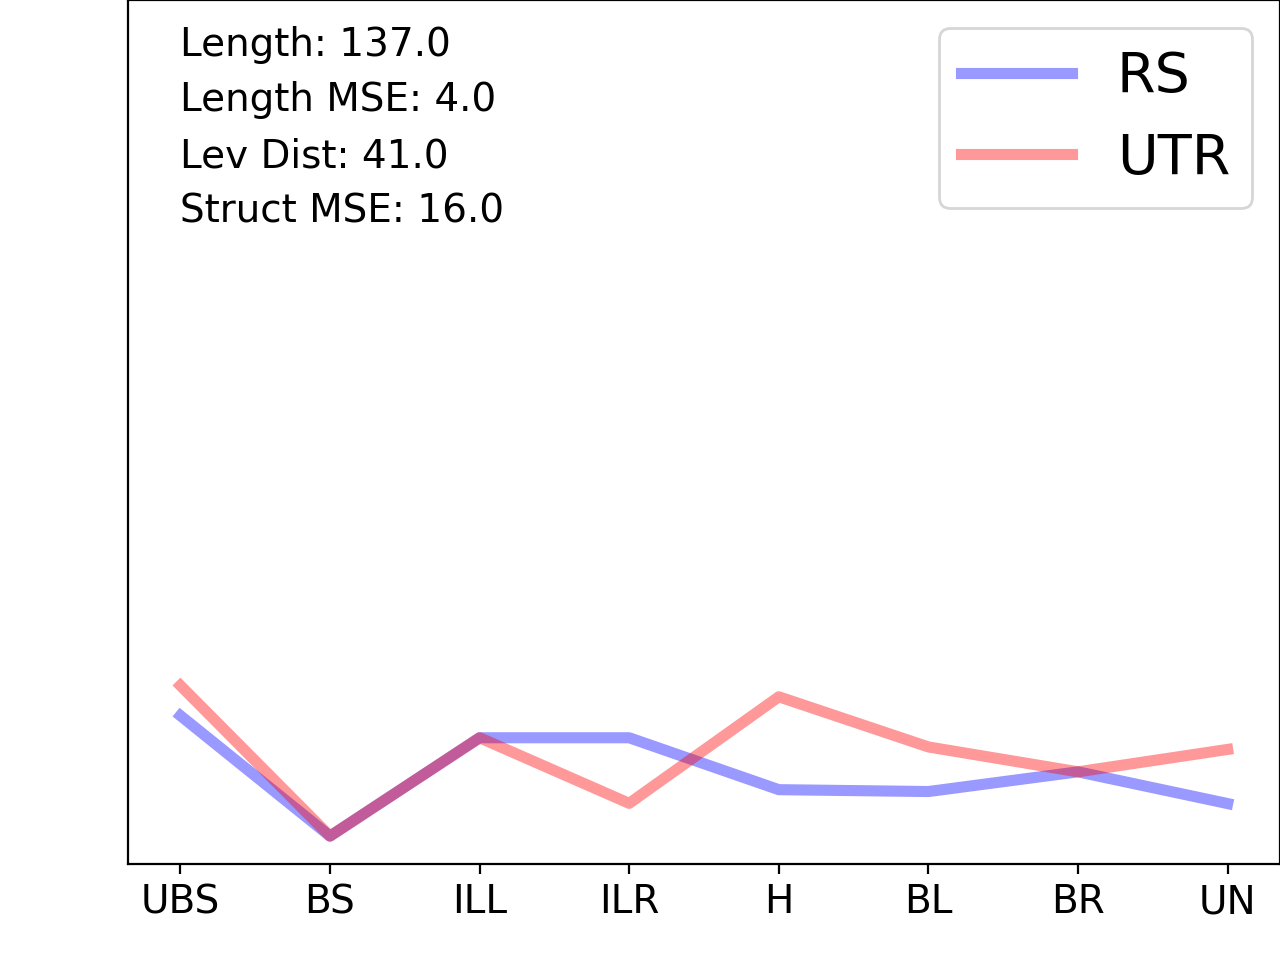 Length: 137.0
Length MSE: 4.0
Lev Dist: 41.0
Struct MSE: 16.0
RS
UTR
UBS BS ILL ILR H BL BR UN